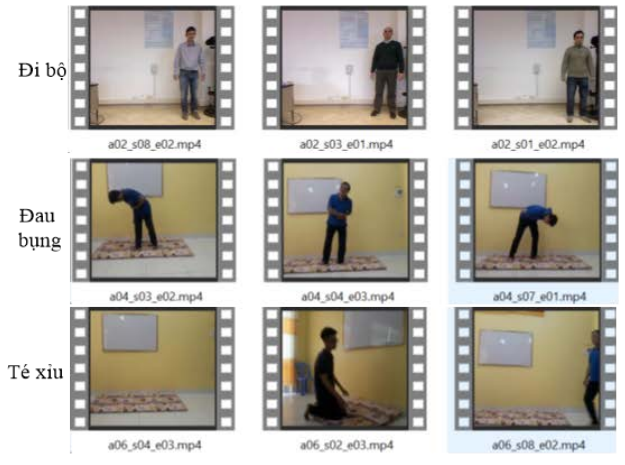 Đi bộ
a02_s08_e02.mp4
a02_s03_e01.mp4
a02_s01_e02.mp4
Đau
bụng
a04_s03_e02.mp4
a04_s04_e03.mp4
a04_s07_e01.mp4
Té xỉu
a06_s04_e03.mp4
a06_s02_e03.mp4
a06_s08_e02.mp4